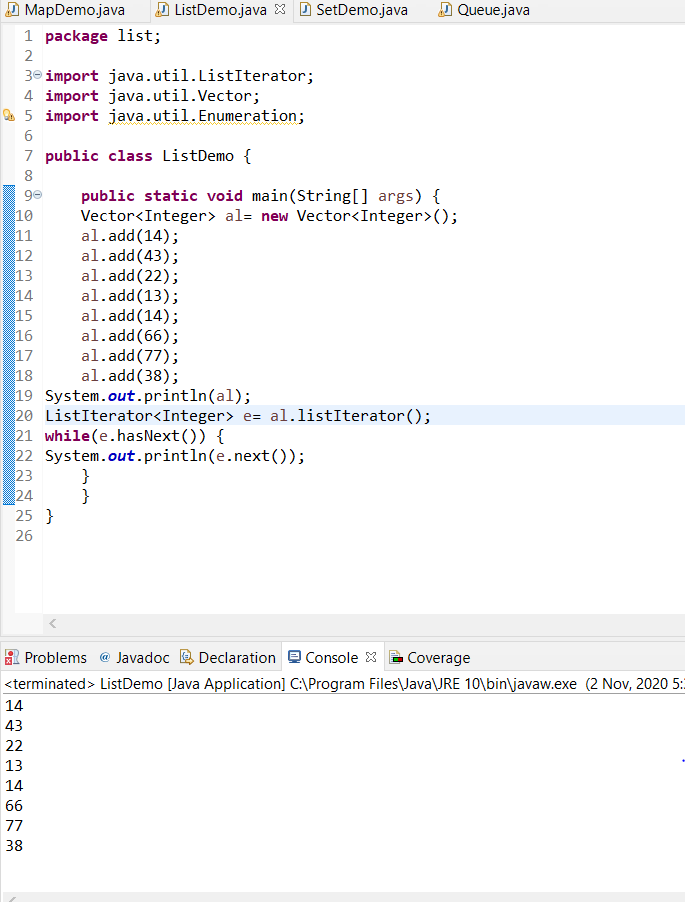 MapDemo.java ListDemo.java SetDemo.java Queue.java
1 package list;
2
3 import java.util.ListIterator;
4 import java.util.Vector;
5 import java.util.Enumeration;
6
7 public class ListDemo {
8
9 public static void main(String[] args) {
10 Vector<Integer> al= new Vector<Integer>();
11 al.add(14);
12 al.add(43);
13 al.add(22);
14 al.add(13);
15 al.add(14);
16 al.add(66);
17 al.add(77);
18 al.add(38);
19 System.out.println(al);
20 ListIterator<Integer> e= al.listIterator();
21 while(e.hasNext()) {
22 System.out.println(e.next());
23 }
24 }
25 }
26
Problems @ Javadoc Declaration Console Coverage
<terminated> ListDemo [Java Application] C:\Program Files\Java\JRE 10\bin\javaw.exe (2 Nov, 2020 5:
14
43
22
13
14
66
77
38